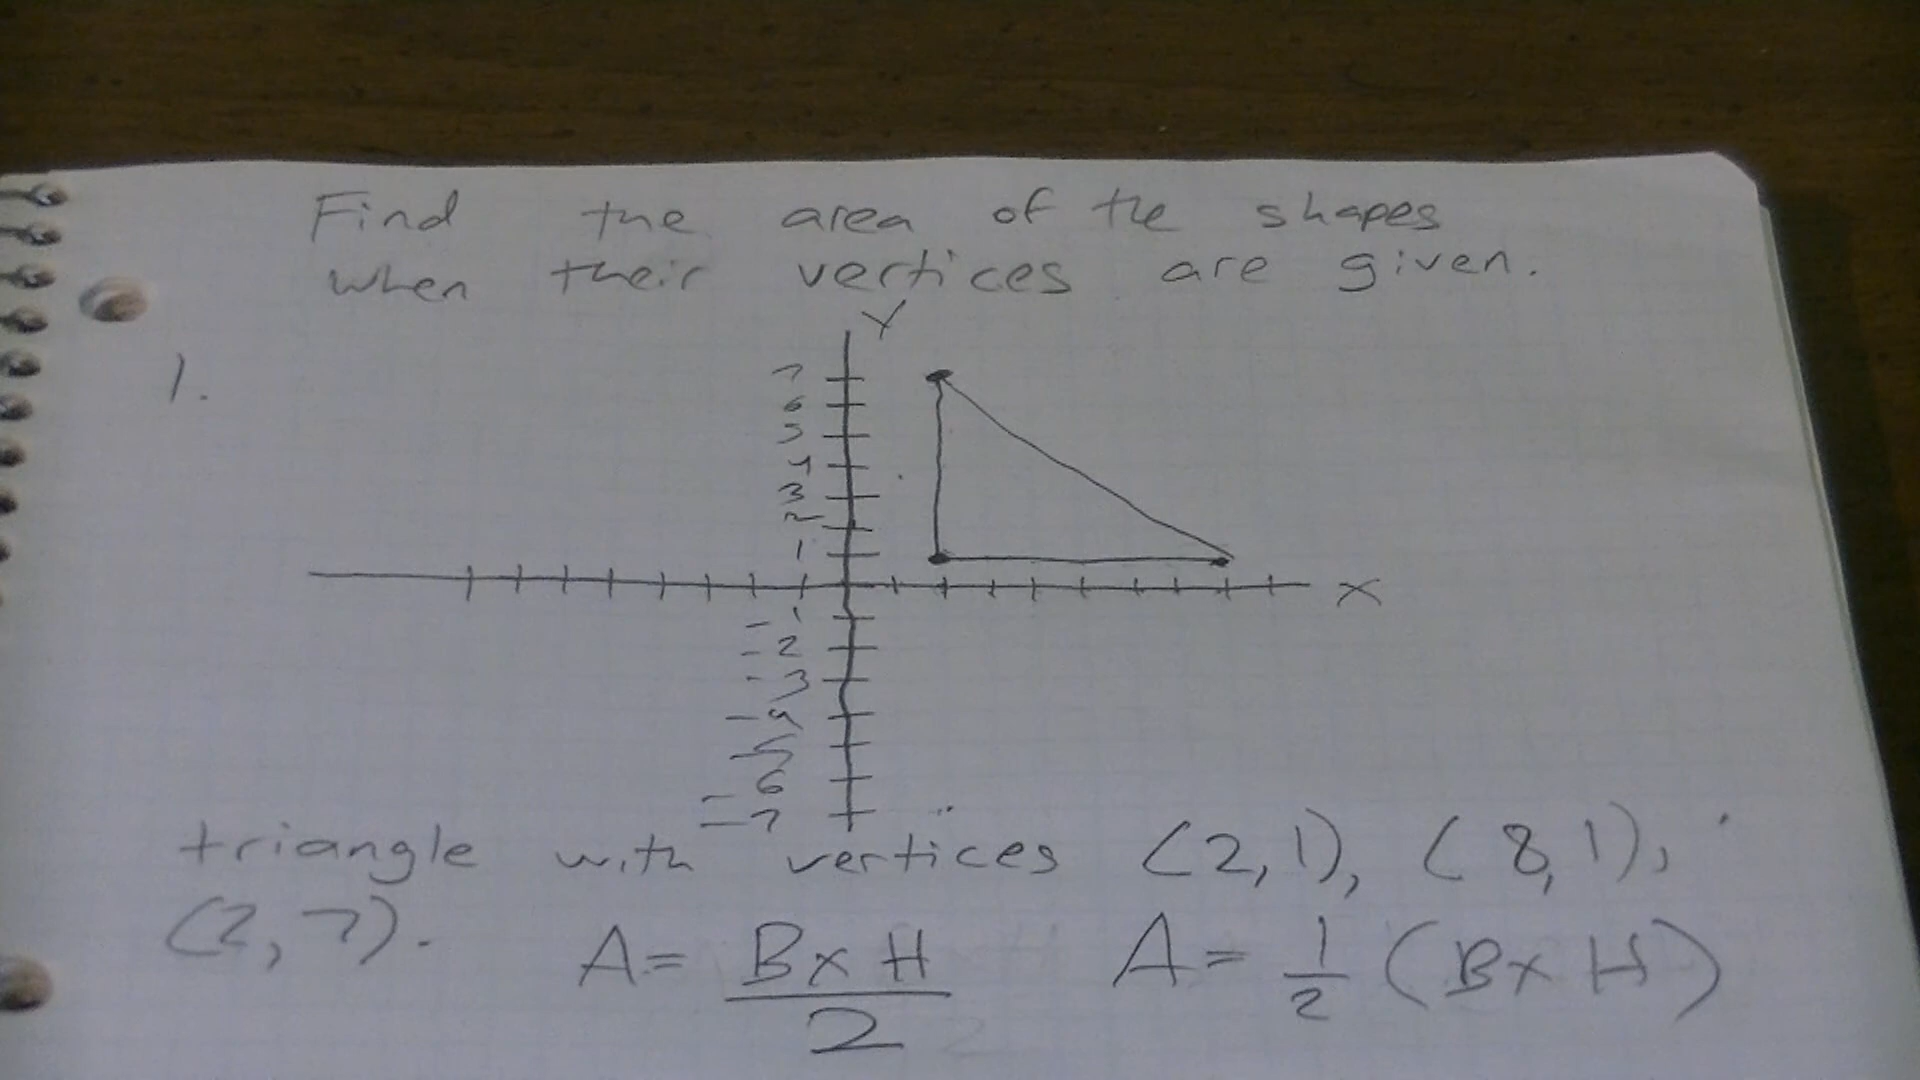 Find the area of the shapes
when their vertices are given.
Y
1.
7
6
5
4
3
2
1
X
-1
-2
-3
-4
-5
-6
-7
triangle with vertices (2,1), (8,1),
(2,7). A = B x H / 2 A = 1/2 (B x H)